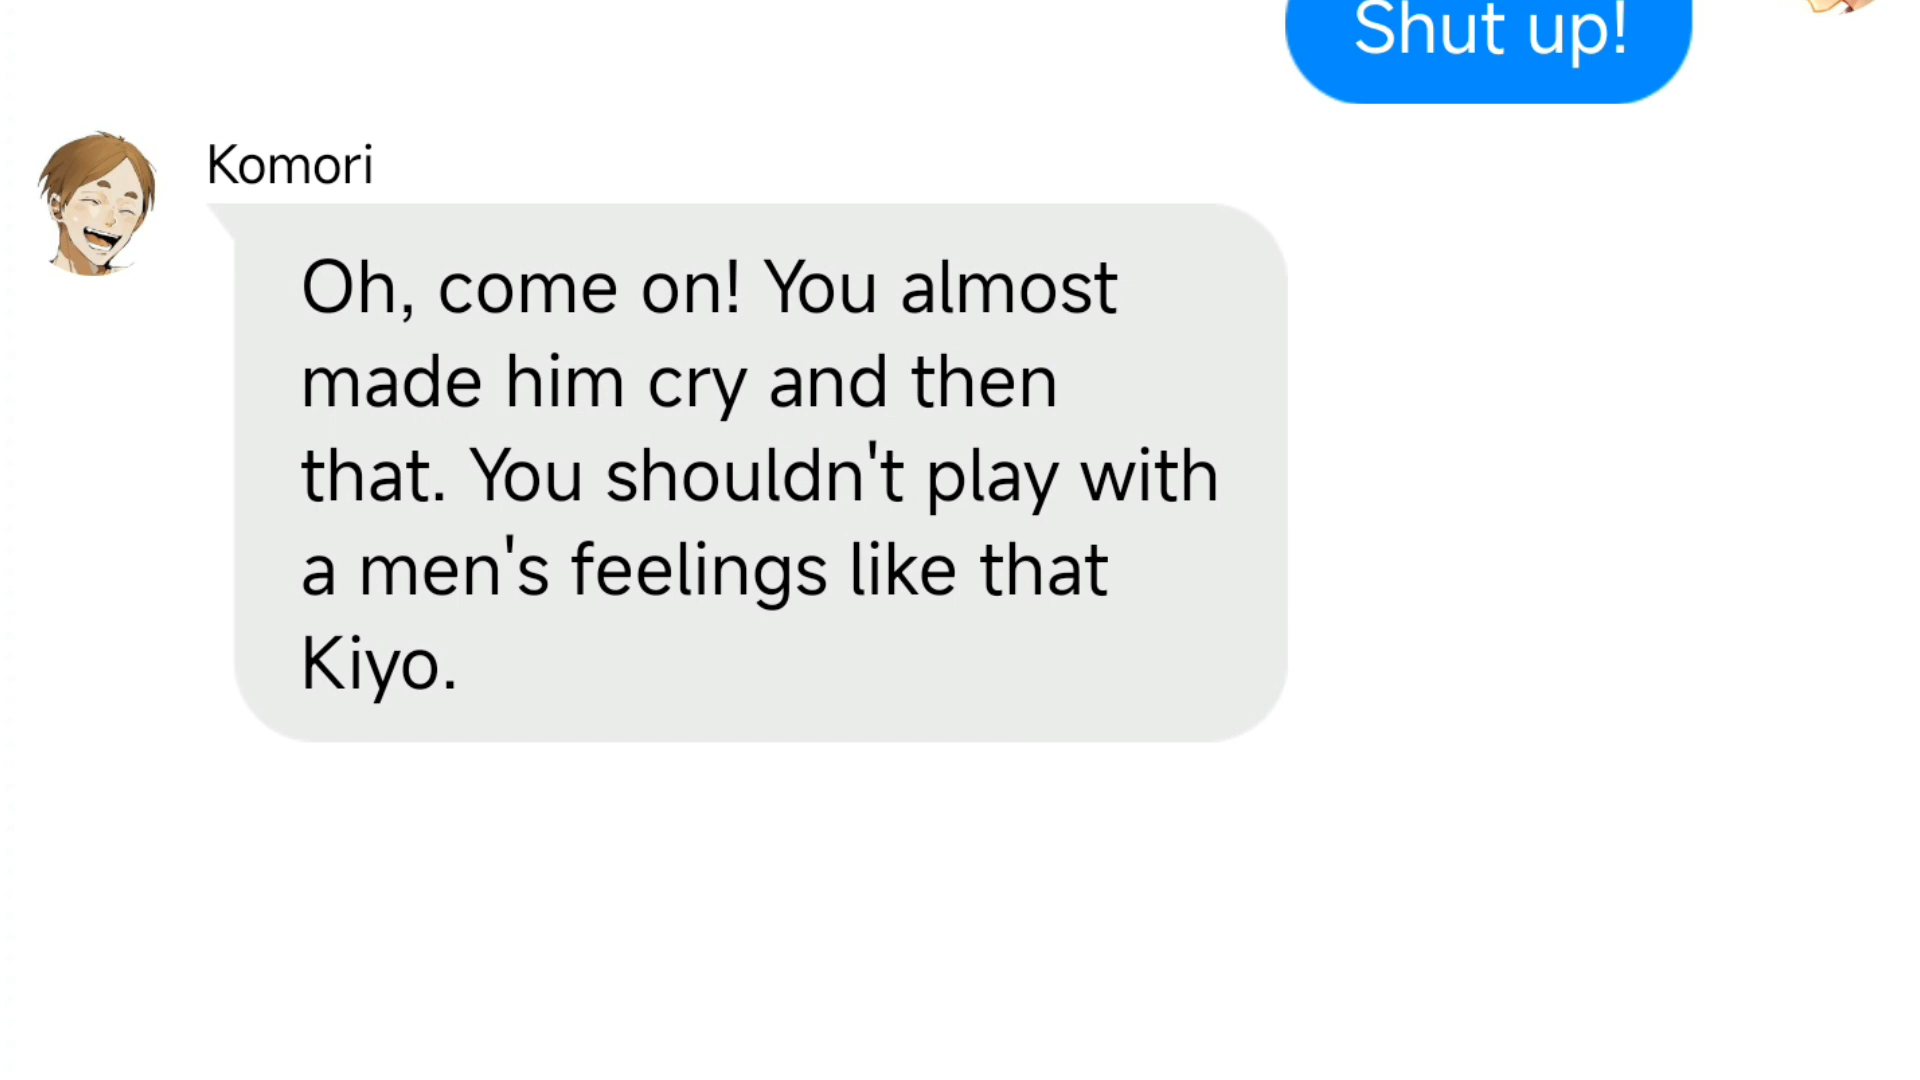 Shut up!
Komori
Oh, come on! You almost
made him cry and then
that. You shouldn't play with
a men's feelings like that
Kiyo.